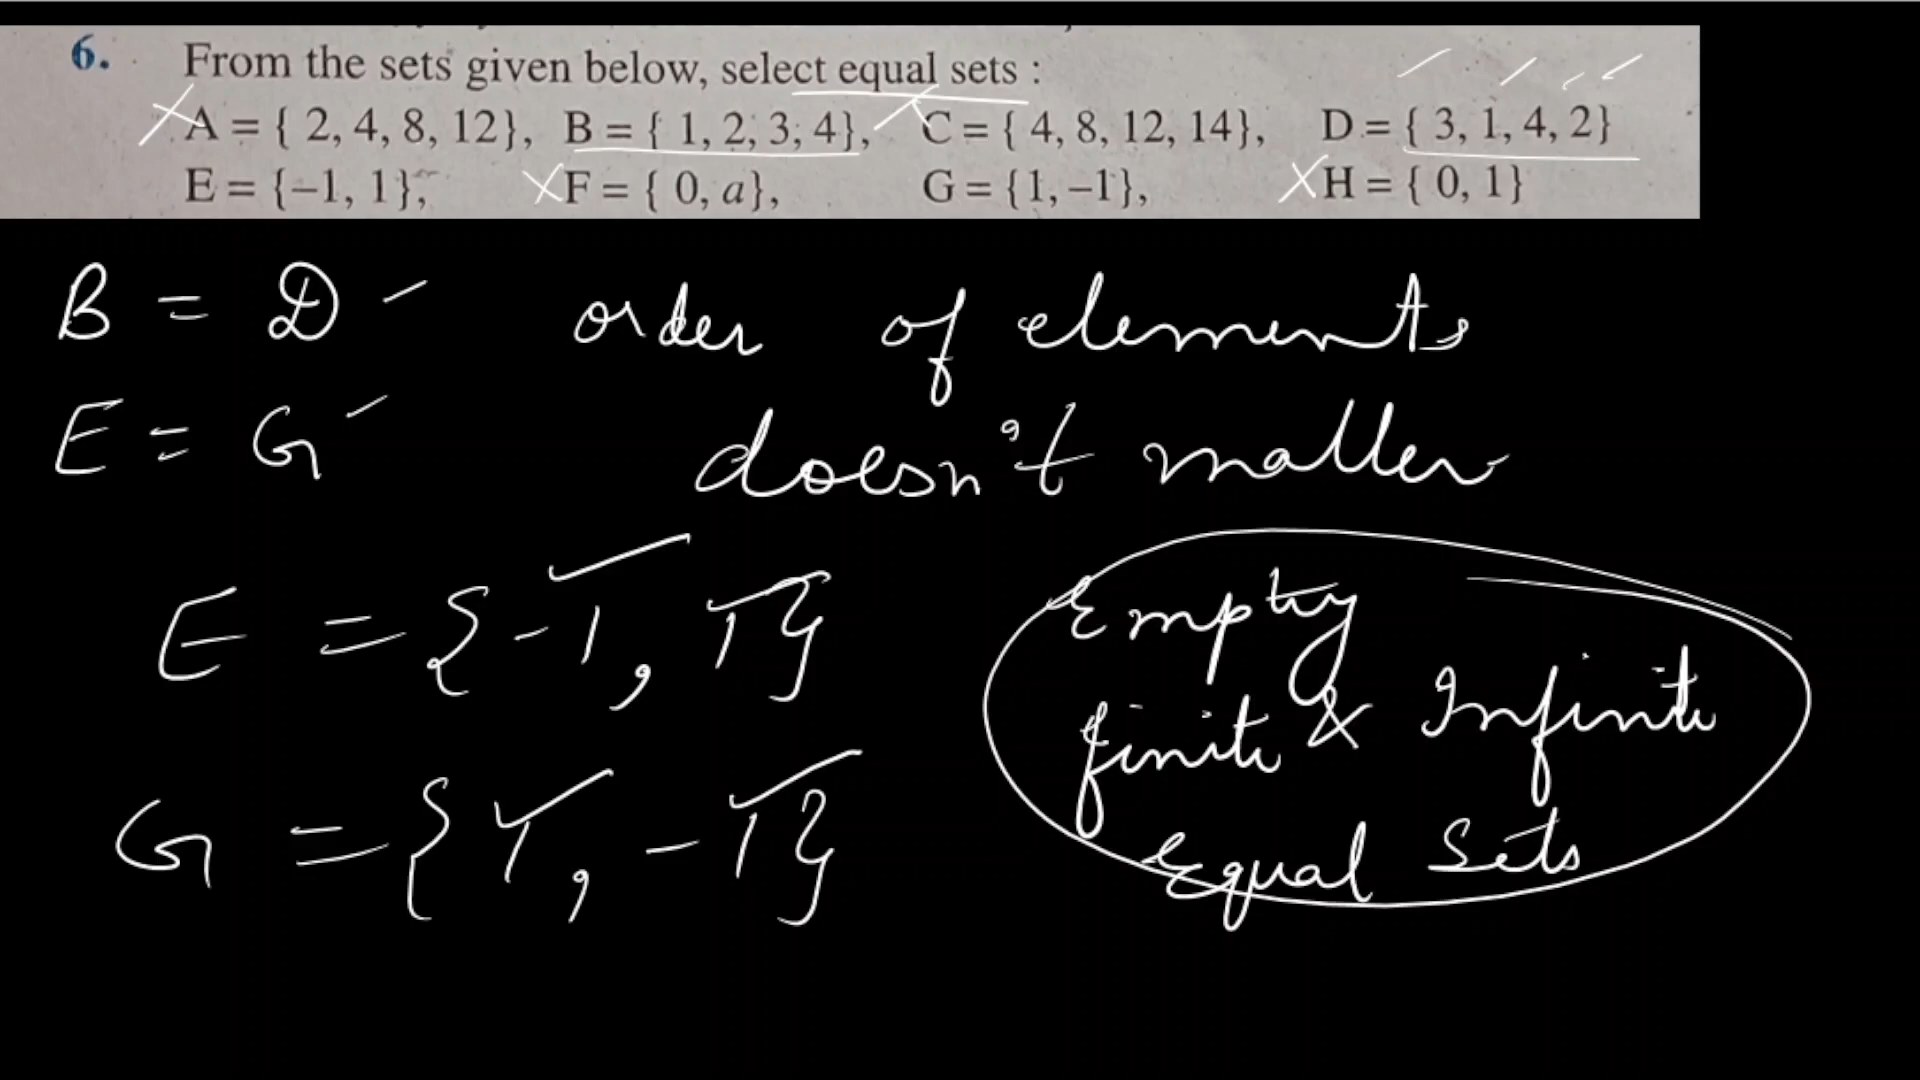 6. From the sets given below, select equal sets :
A = { 2, 4, 8, 12}, B = { 1, 2, 3, 4}, C = { 4, 8, 12, 14}, D = { 3, 1, 4, 2}
E = {−1, 1}, F = { 0, a}, G = {1, −1}, H = { 0, 1}
B = D order of elements
E = G doesn't matter
E = {-1, 1}
G = {1, -1}
Empty
finite & Infinite
Equal Sets